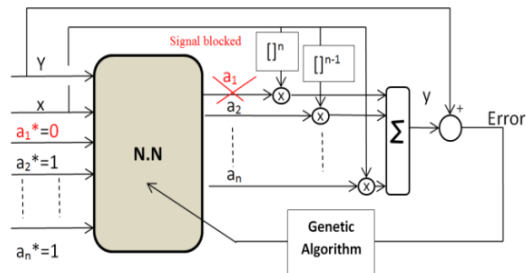 Signal blocked
[]ⁿ
[]ⁿ⁻¹
Y
x
a₁*=0
a₂*=1
aₙ*=1
N.N
a₁
a₂
aₙ
x
x
x
Σ
y
+
Error
Genetic
Algorithm